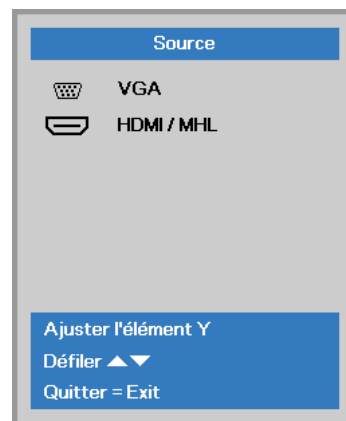 Source
VGA
HDMI / MHL
Ajuster l'élément Y
Défiler ▲▼
Quitter = Exit